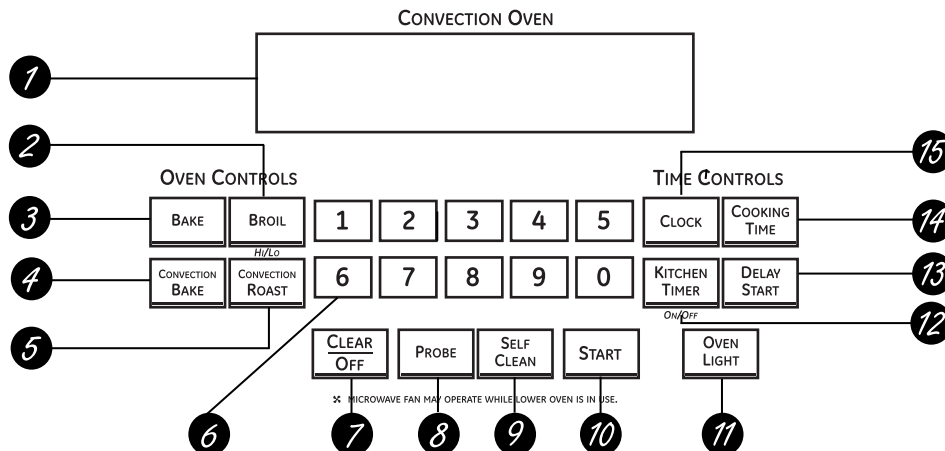 CONVECTION OVEN
1
2
15
OVEN CONTROLS
TIME CONTROLS
3
BAKE
BROIL
1
2
3
4
5
CLOCK
COOKING
TIME
14
HI/LO
4
CONVECTION
BAKE
CONVECTION
ROAST
6
7
8
9
0
KITCHEN
TIMER
DELAY
START
13
ON/OFF
12
5
CLEAR
OFF
PROBE
SELF
CLEAN
START
OVEN
LIGHT
※ MICROWAVE FAN MAY OPERATE WHILE LOWER OVEN IS IN USE.
6
7
8
9
10
11